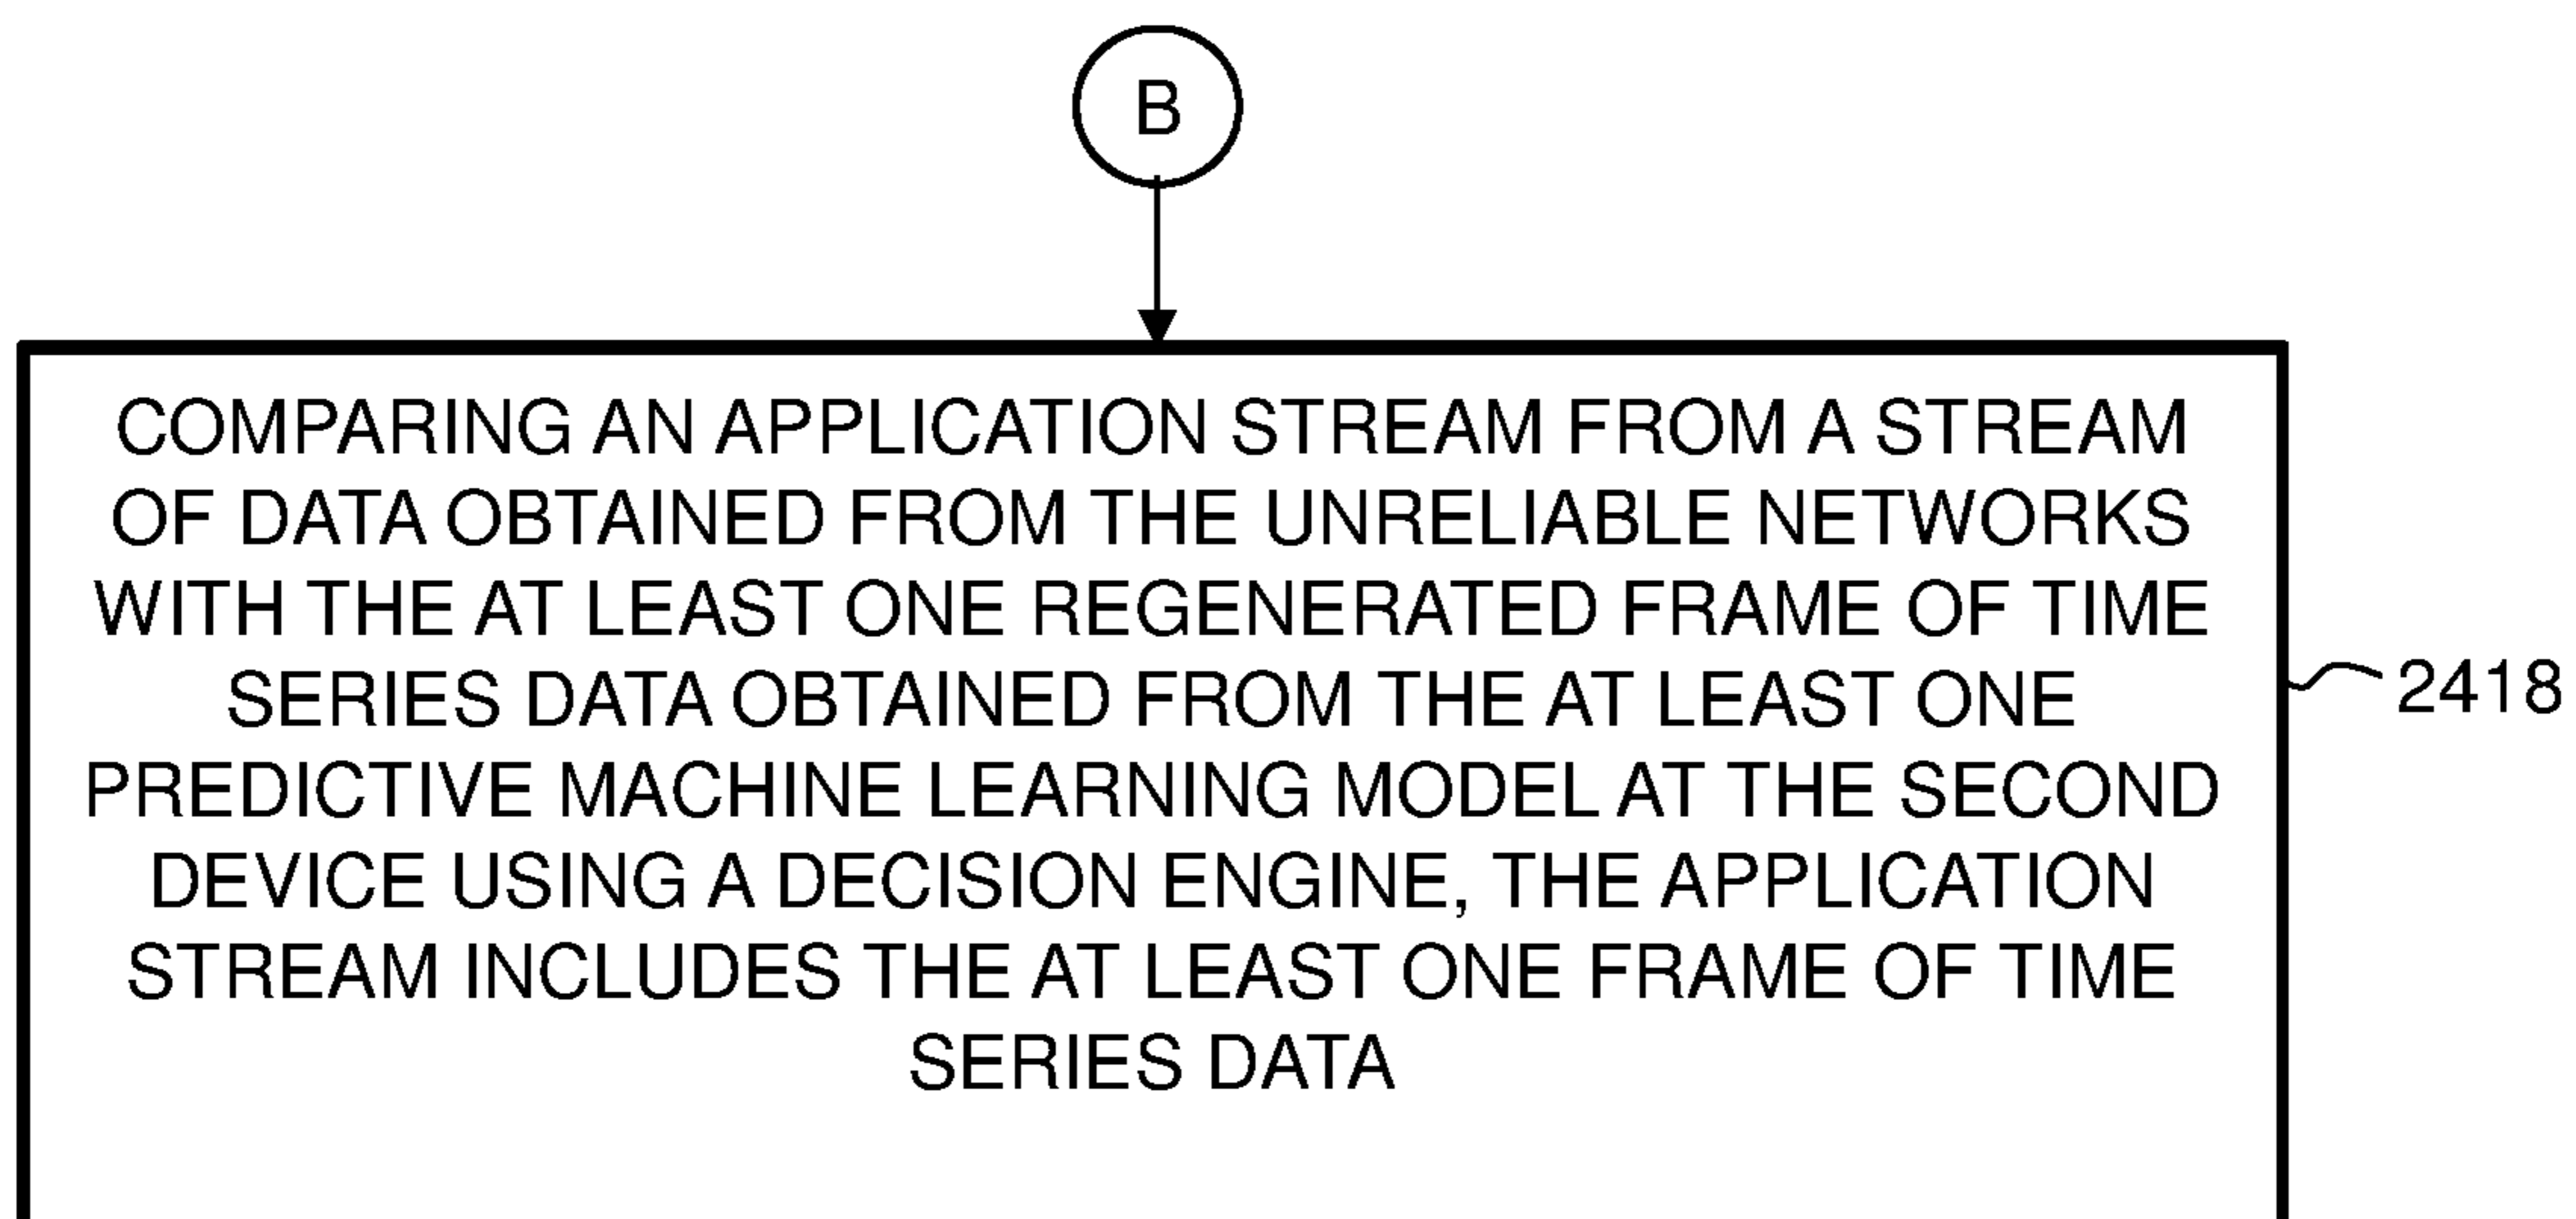 B
COMPARING AN APPLICATION STREAM FROM A STREAM
OF DATA OBTAINED FROM THE UNRELIABLE NETWORKS
WITH THE AT LEAST ONE REGENERATED FRAME OF TIME
SERIES DATA OBTAINED FROM THE AT LEAST ONE
PREDICTIVE MACHINE LEARNING MODEL AT THE SECOND
DEVICE USING A DECISION ENGINE, THE APPLICATION
STREAM INCLUDES THE AT LEAST ONE FRAME OF TIME
SERIES DATA
2418